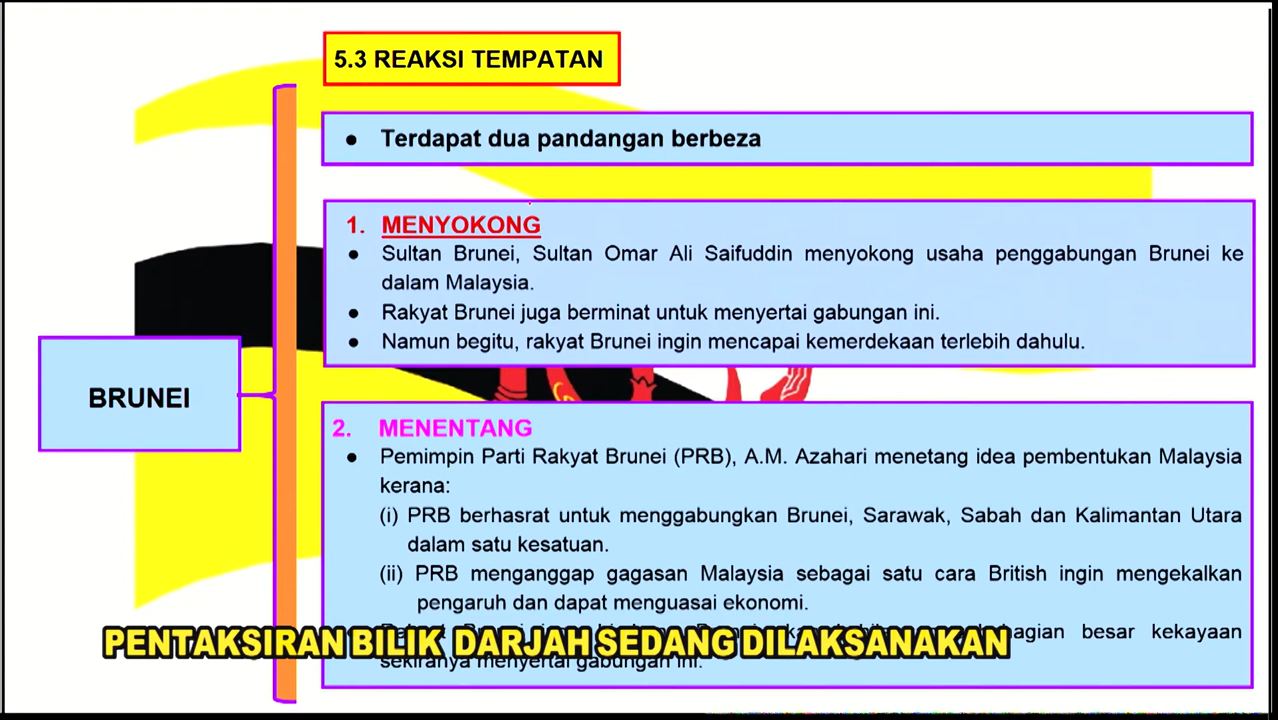 5.3 REAKSI TEMPATAN
● Terdapat dua pandangan berbeza
1. MENYOKONG
● Sultan Brunei, Sultan Omar Ali Saifuddin menyokong usaha penggabungan Brunei ke
dalam Malaysia.
● Rakyat Brunei juga berminat untuk menyertai gabungan ini.
● Namun begitu, rakyat Brunei ingin mencapai kemerdekaan terlebih dahulu.
BRUNEI
2. MENENTANG
● Pemimpin Parti Rakyat Brunei (PRB), A.M. Azahari menetang idea pembentukan Malaysia
kerana:
(i) PRB berhasrat untuk menggabungkan Brunei, Sarawak, Sabah dan Kalimantan Utara
dalam satu kesatuan.
(ii) PRB menganggap gagasan Malaysia sebagai satu cara British ingin mengekalkan
pengaruh dan dapat menguasai ekonomi.
besar kekayaan
sekiranya menyertai gabungan ini.
PENTAKSIRAN BILIK DARJAH SEDANG DILAKSANAKAN